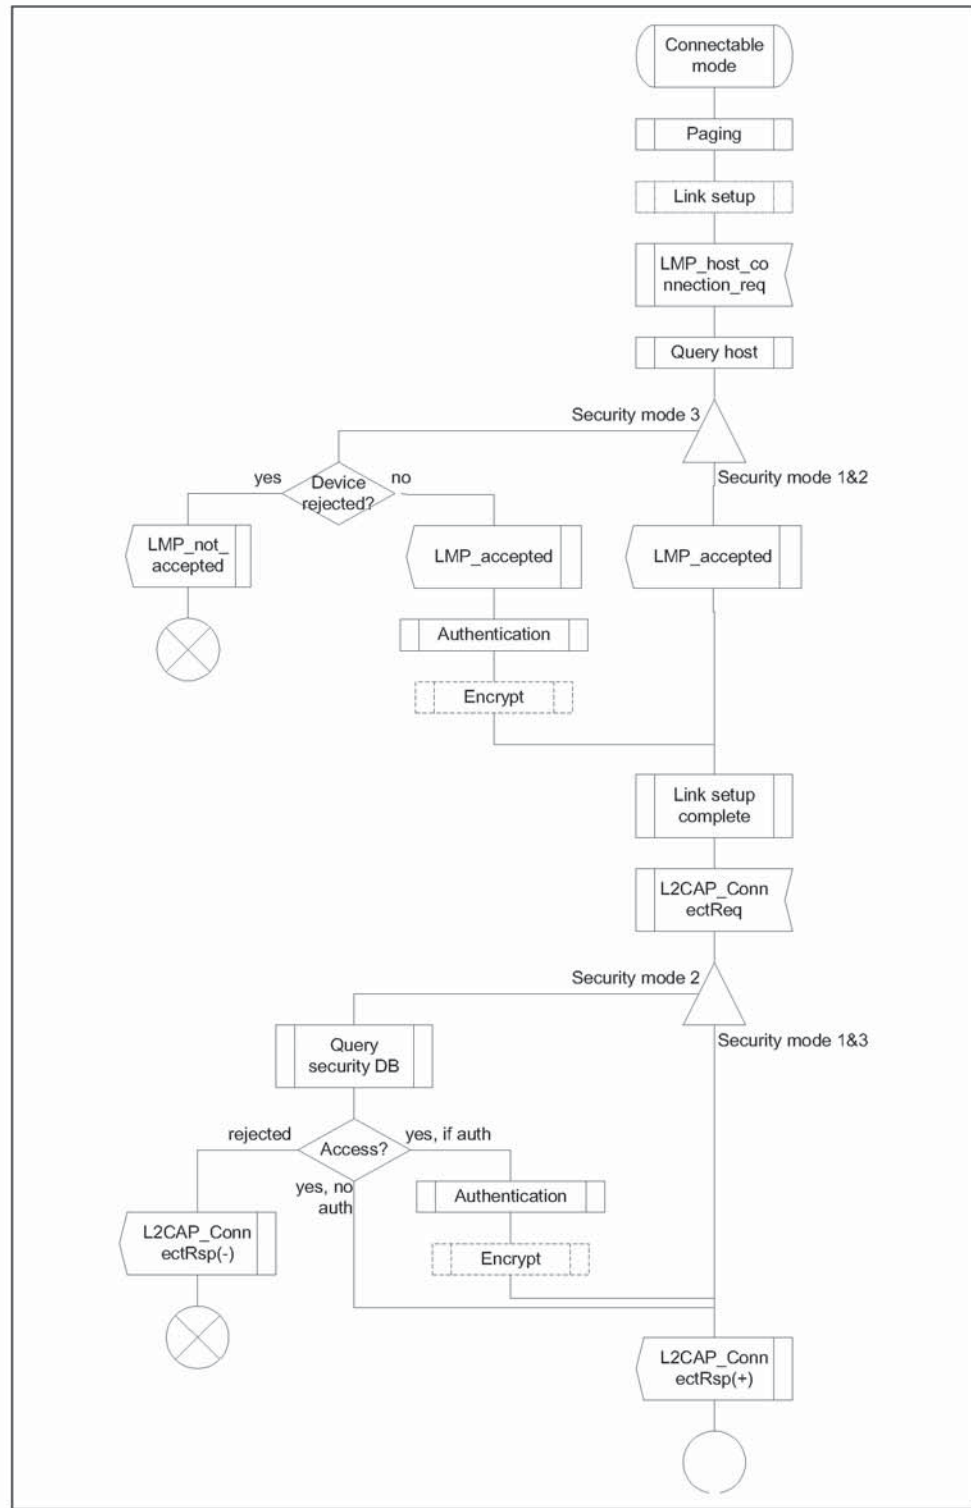 Connectable
mode
Paging
Link setup
LMP_host_co
nnection_req
Query host
Security mode 3
Security mode 1&2
yes
Device
rejected?
no
LMP_not_
accepted
LMP_accepted
LMP_accepted
Authentication
Encrypt
Link setup
complete
L2CAP_Conn
ectReq
Security mode 2
Security mode 1&3
Query
security DB
rejected
Access?
yes, if auth
yes, no
auth
Authentication
L2CAP_Conn
ectRsp(-)
Encrypt
L2CAP_Conn
ectRsp(+)